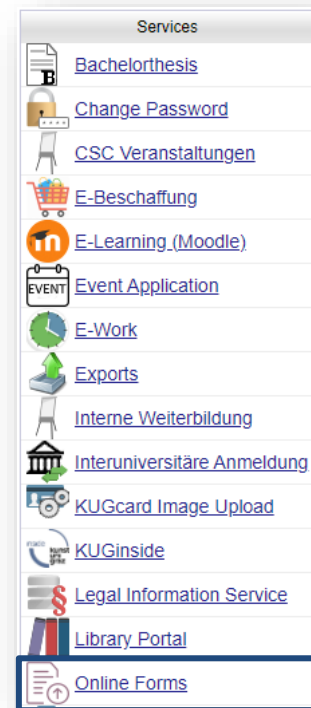 Services
B
Bachelorthesis
Change Password
CSC Veranstaltungen
E-Beschaffung
m
E-Learning (Moodle)
EVENT
Event Application
E-Work
Exports
Interne Weiterbildung
Interuniversitäre Anmeldung
KUGcard Image Upload
KUGinside
§
Legal Information Service
Library Portal
Online Forms